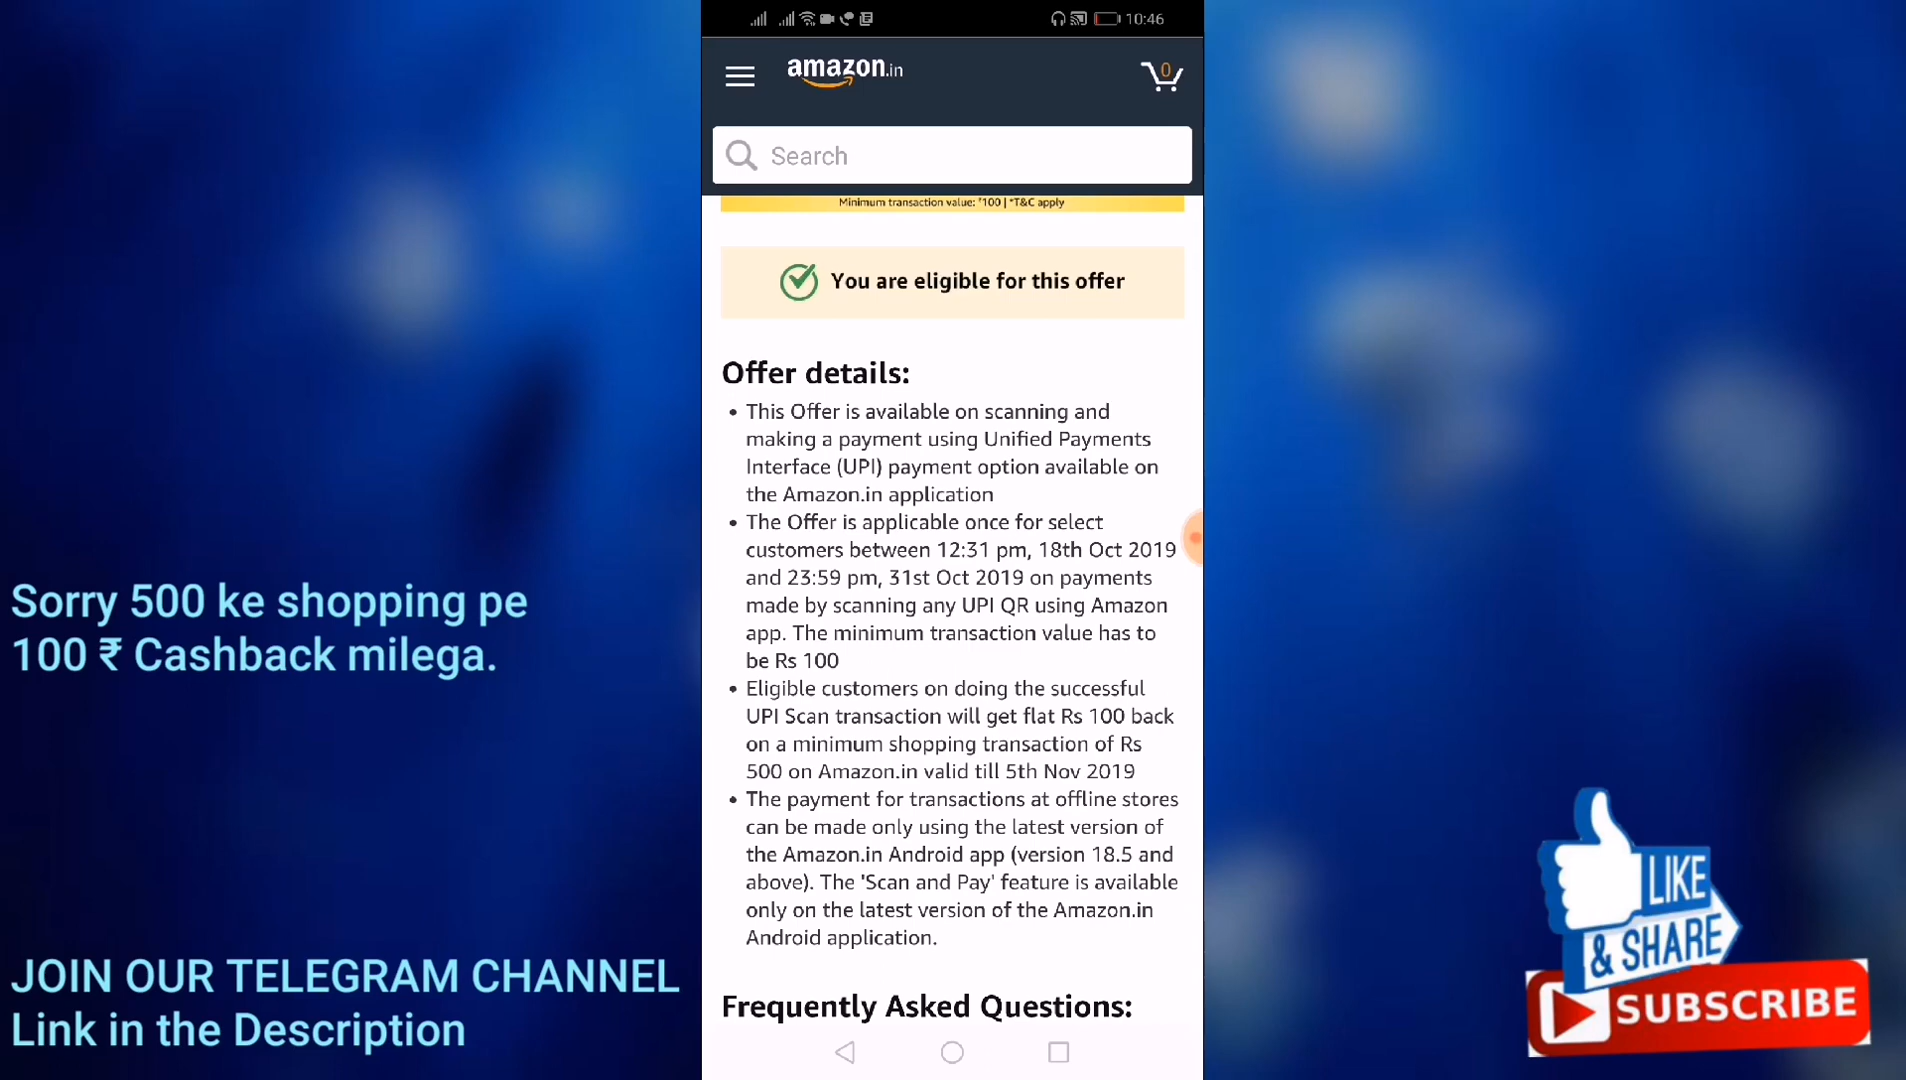 10:46
amazon.in
0
Search
Minimum transaction value: ₹100 | *T&C apply
You are eligible for this offer
Offer details:
• This Offer is available on scanning and
making a payment using Unified Payments
Interface (UPI) payment option available on
the Amazon.in application
• The Offer is applicable once for select
customers between 12:31 pm, 18th Oct 2019
and 23:59 pm, 31st Oct 2019 on payments
made by scanning any UPI QR using Amazon
app. The minimum transaction value has to
be Rs 100
• Eligible customers on doing the successful
UPI Scan transaction will get flat Rs 100 back
on a minimum shopping transaction of Rs
500 on Amazon.in valid till 5th Nov 2019
• The payment for transactions at offline stores
can be made only using the latest version of
the Amazon.in Android app (version 18.5 and
above). The 'Scan and Pay' feature is available
only on the latest version of the Amazon.in
Android application.
Frequently Asked Questions:
Sorry 500 ke shopping pe
100 ₹ Cashback milega.
JOIN OUR TELEGRAM CHANNEL
Link in the Description
LIKE
& SHARE
SUBSCRIBE